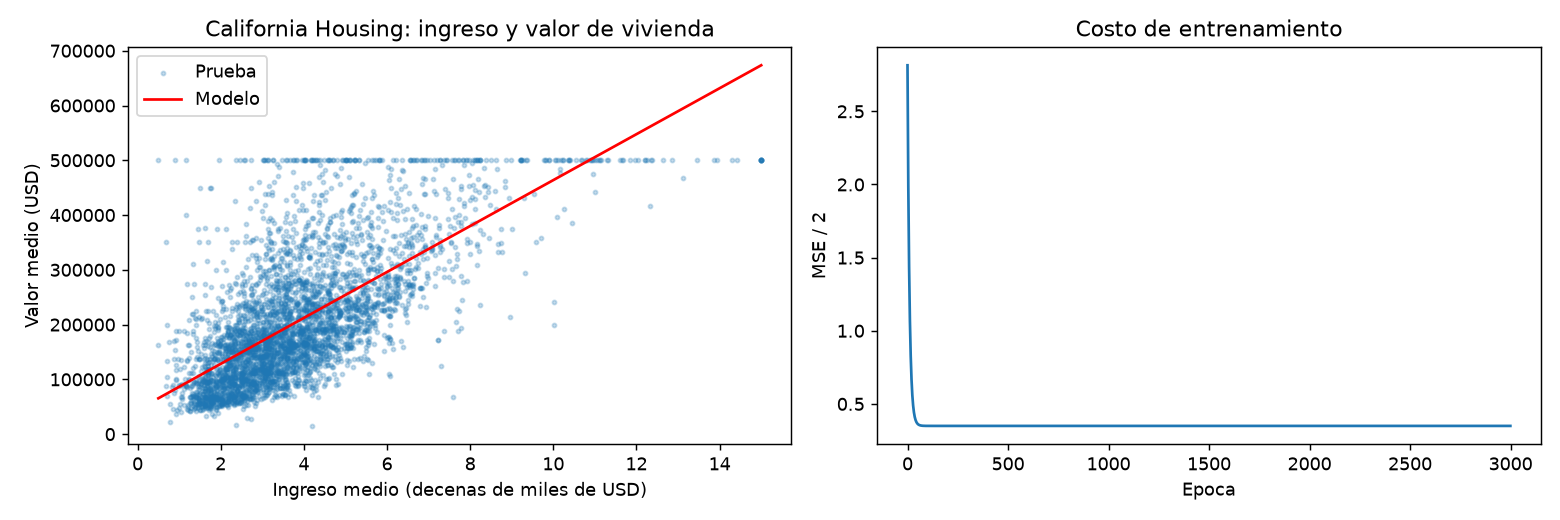 California Housing: ingreso y valor de vivienda
Prueba
Modelo
Valor medio (USD)
700000
600000
500000
400000
300000
200000
100000
0
0 2 4 6 8 10 12 14
Ingreso medio (decenas de miles de USD)
Costo de entrenamiento
MSE / 2
2.5
2.0
1.5
1.0
0.5
0 500 1000 1500 2000 2500 3000
Epoca